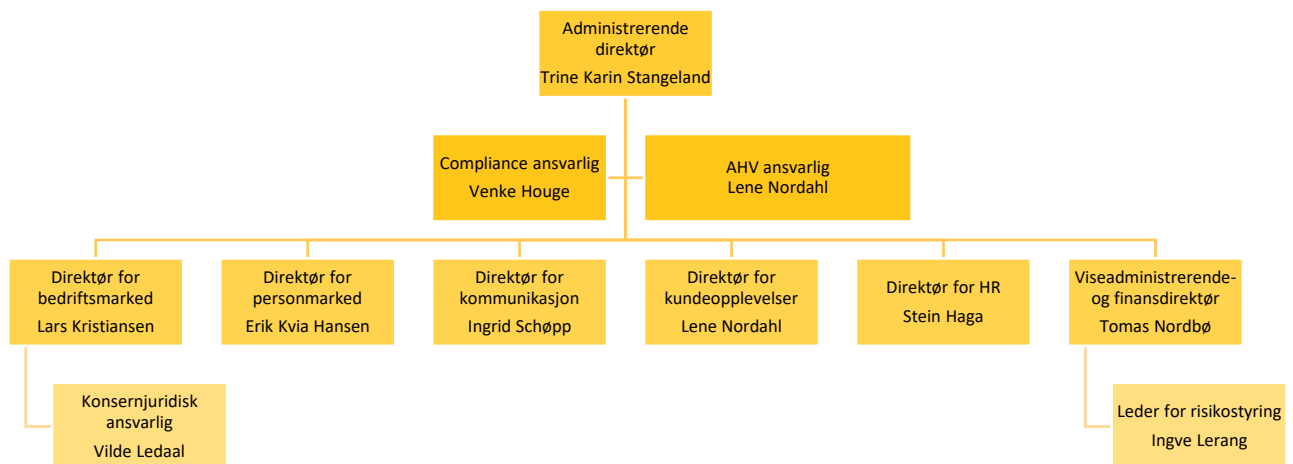 Administrerende
direktør
Trine Karin Stangeland
Compliance ansvarlig
Venke Houge
AHV ansvarlig
Lene Nordahl
Direktør for
bedriftsmarked
Lars Kristiansen
Direktør for
personmarked
Erik Kvia Hansen
Direktør for
kommunikasjon
Ingrid Schøpp
Direktør for
kundeopplevelser
Lene Nordahl
Direktør for HR
Stein Haga
Viseadministrerende-
og finansdirektør
Tomas Nordbø
Konsernjuridisk
ansvarlig
Vilde Ledaal
Leder for risikostyring
Ingve Lerang